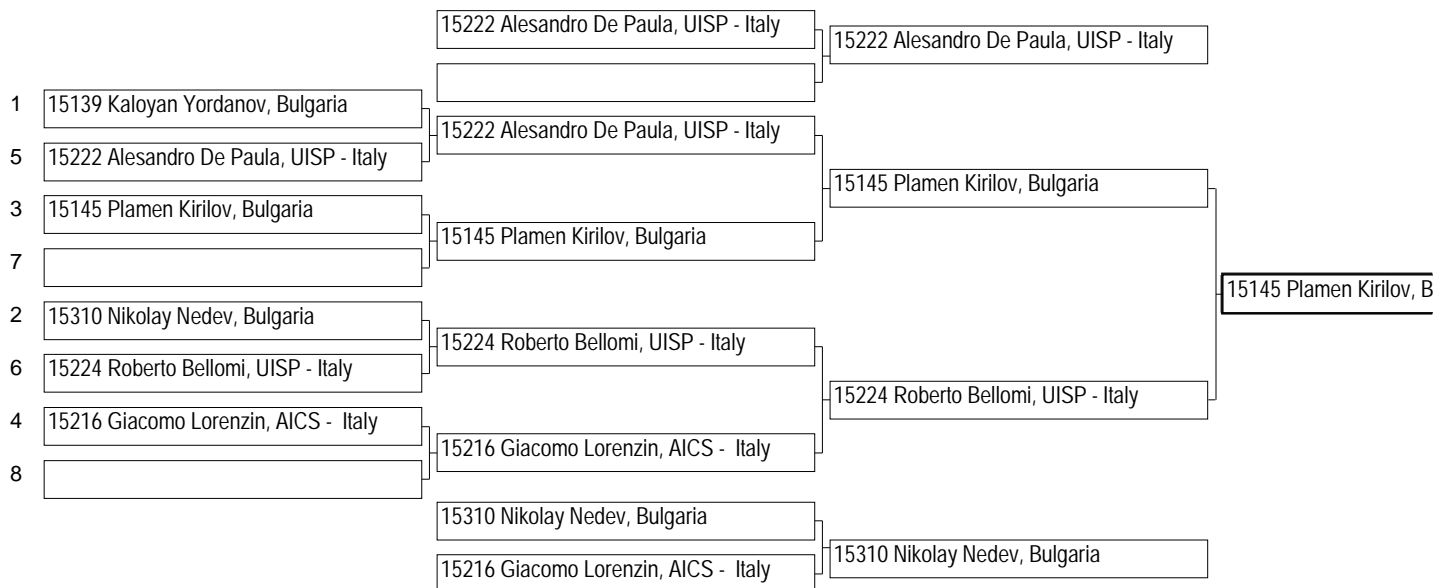 15222 Alesandro De Paula, UISP - Italy
15222 Alesandro De Paula, UISP - Italy
1 15139 Kaloyan Yordanov, Bulgaria
15222 Alesandro De Paula, UISP - Italy
5 15222 Alesandro De Paula, UISP - Italy
15145 Plamen Kirilov, Bulgaria
3 15145 Plamen Kirilov, Bulgaria
15145 Plamen Kirilov, Bulgaria
7
15145 Plamen Kirilov, B
2 15310 Nikolay Nedev, Bulgaria
15224 Roberto Bellomi, UISP - Italy
6 15224 Roberto Bellomi, UISP - Italy
15224 Roberto Bellomi, UISP - Italy
4 15216 Giacomo Lorenzin, AICS -  Italy
15216 Giacomo Lorenzin, AICS -  Italy
8
15310 Nikolay Nedev, Bulgaria
15310 Nikolay Nedev, Bulgaria
15216 Giacomo Lorenzin, AICS -  Italy